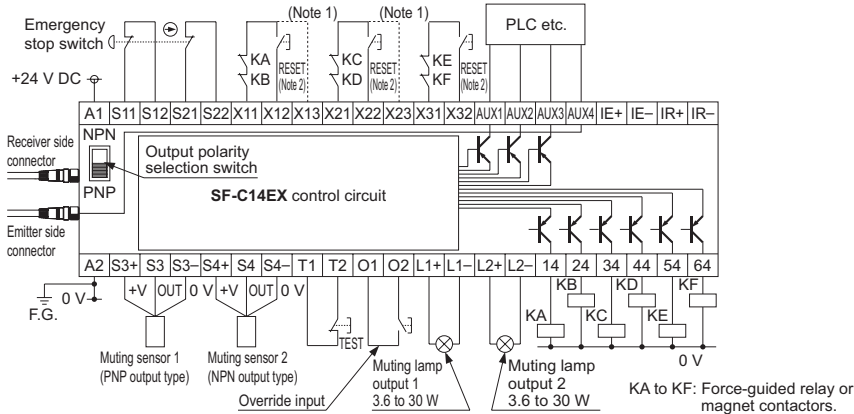 Emergency
stop switch
+24 V DC
(Note 1)
(Note 1)
PLC etc.
KA
KB
RESET
(Note 2)
KC
KD
RESET
(Note 2)
KE
KF
RESET
(Note 2)
A1 S11 S12 S21 S22 X11 X12 X13 X21 X22 X23 X31 X32 AUX1 AUX2 AUX3 AUX4 IE+ IE– IR+ IR–
Receiver side
connector
NPN
PNP
Output polarity
selection switch
SF-C14EX control circuit
Emitter side
connector
A2 S3+ S3 S3– S4+ S4 S4– T1 T2 O1 O2 L1+ L1– L2+ L2– 14 24 34 44 54 64
0 V
F.G.
+V OUT 0 V
+V OUT 0 V
TEST
KA
KB
KC
KD
KE
KF
0 V
Muting sensor 1
(PNP output type)
Muting sensor 2
(NPN output type)
Override input
Muting lamp
output 1
3.6 to 30 W
Muting lamp
output 2
3.6 to 30 W
KA to KF: Force-guided relay or
magnet contactors.